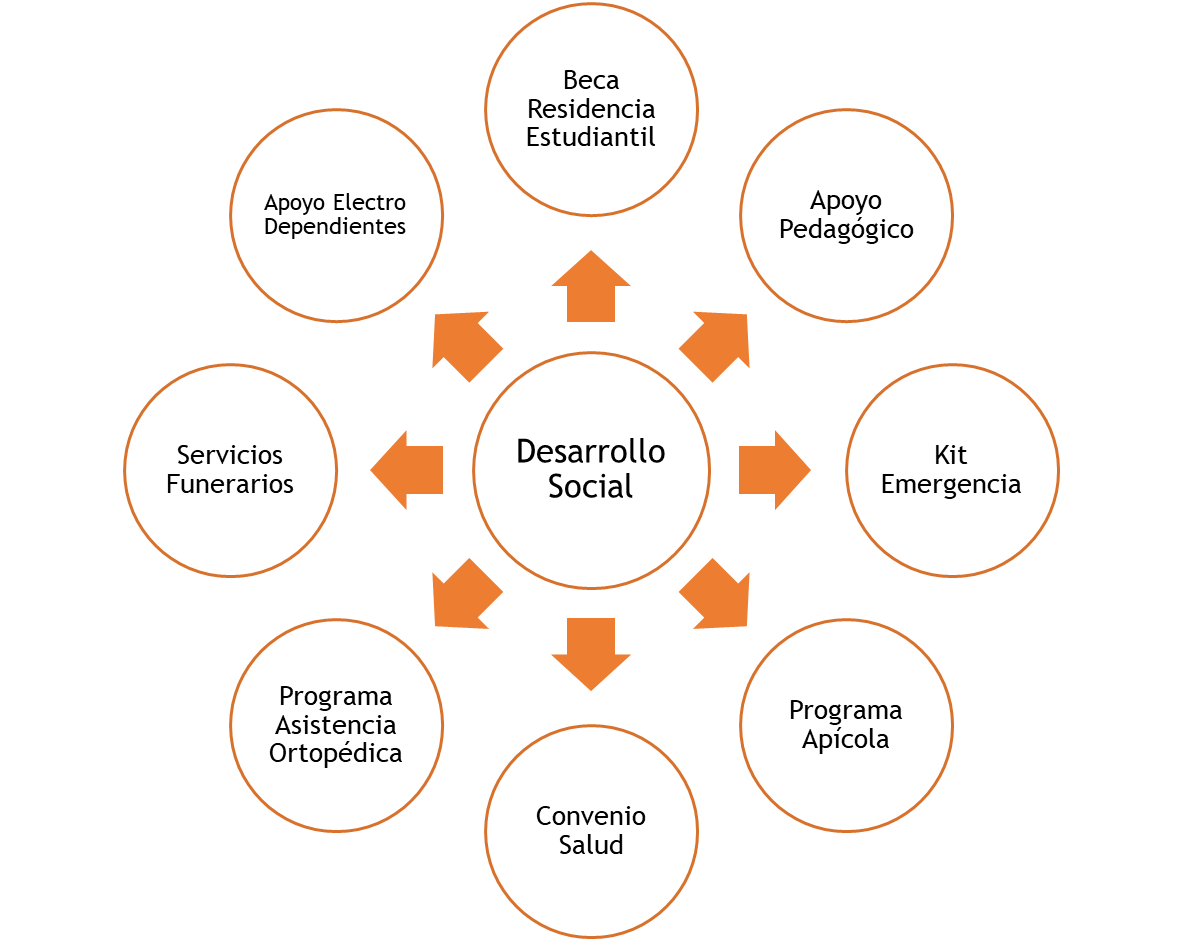 Beca
Residencia
Estudiantil
Apoyo
Pedagógico
Kit
Emergencia
Programa
Apícola
Convenio
Salud
Programa
Asistencia
Ortopédica
Servicios
Funerarios
Apoyo Electro
Dependientes
Desarrollo
Social